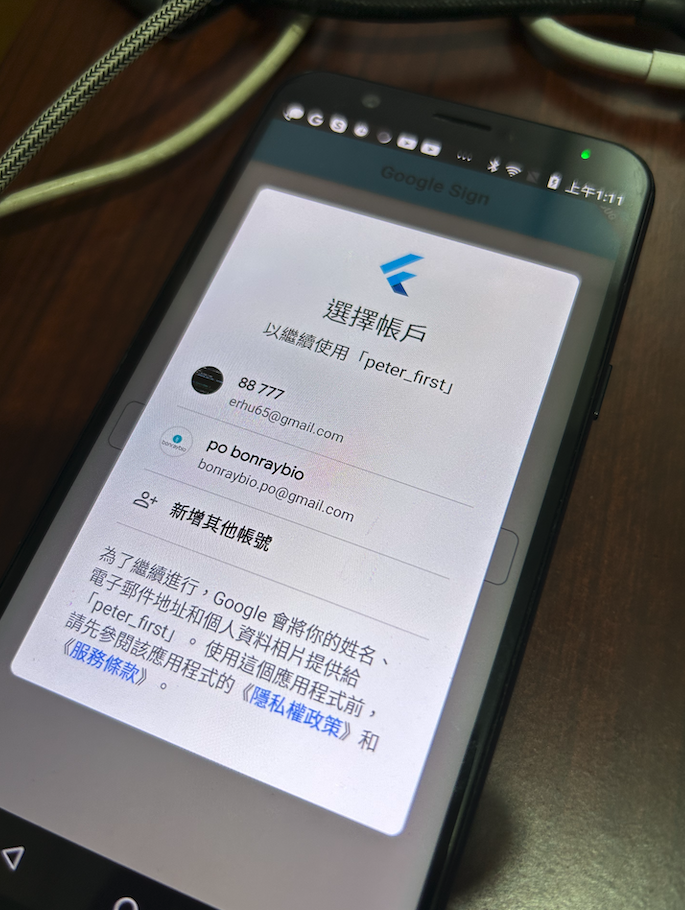 上午1:11
Google Sign
選擇帳戶
以繼續使用「peter_first」
88 777
erhu65@gmail.com
bonraybio
po bonraybio
bonraybio.po@gmail.com
新增其他帳號
為了繼續進行，Google 會將你的姓名、
電子郵件地址和個人資料相片提供給
「peter_first」。使用這個應用程式前，
請先參閱該應用程式的《隱私權政策》和
《服務條款》。